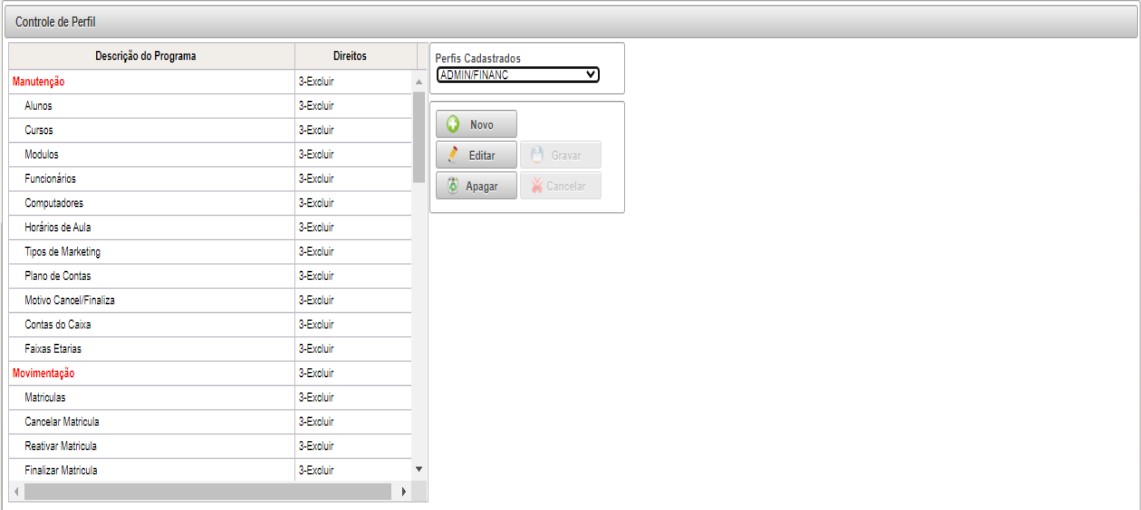 Controle de Perfil
Descrição do Programa Direitos
Manutenção 3-Excluir
Alunos 3-Excluir
Cursos 3-Excluir
Modulos 3-Excluir
Funcionários 3-Excluir
Computadores 3-Excluir
Horários de Aula 3-Excluir
Tipos de Marketing 3-Excluir
Plano de Contas 3-Excluir
Motivo Cancel/Finaliza 3-Excluir
Contas do Caixa 3-Excluir
Faixas Etarias 3-Excluir
Movimentação 3-Excluir
Matriculas 3-Excluir
Cancelar Matricula 3-Excluir
Reativar Matricula 3-Excluir
Finalizar Matricula 3-Excluir
Perfis Cadastrados
ADMIN/FINANC
Novo
Editar Gravar
Apagar Cancelar